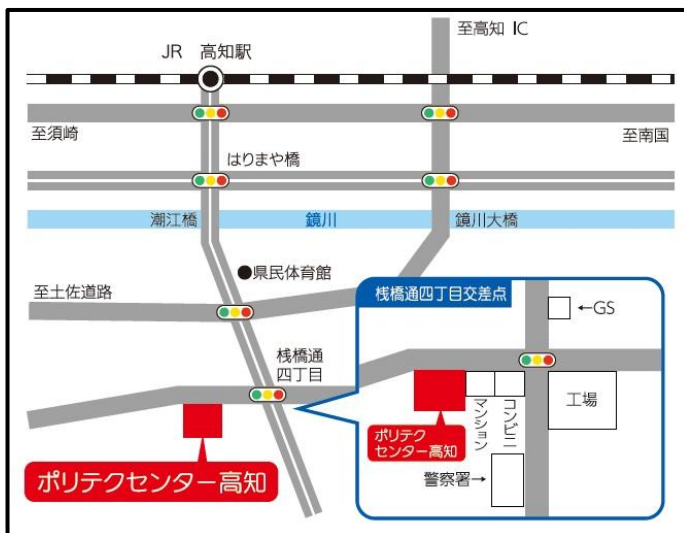 至高知 IC
JR 高知駅
至須崎
至南国
はりまや橋
潮江橋
鏡川
鏡川大橋
●県民体育館
至土佐道路
桟橋通四丁目交差点
←GS
桟橋通
四丁目
工場
マンション
コンビニ
ポリテク
センター高知
警察署→
ポリテクセンター高知